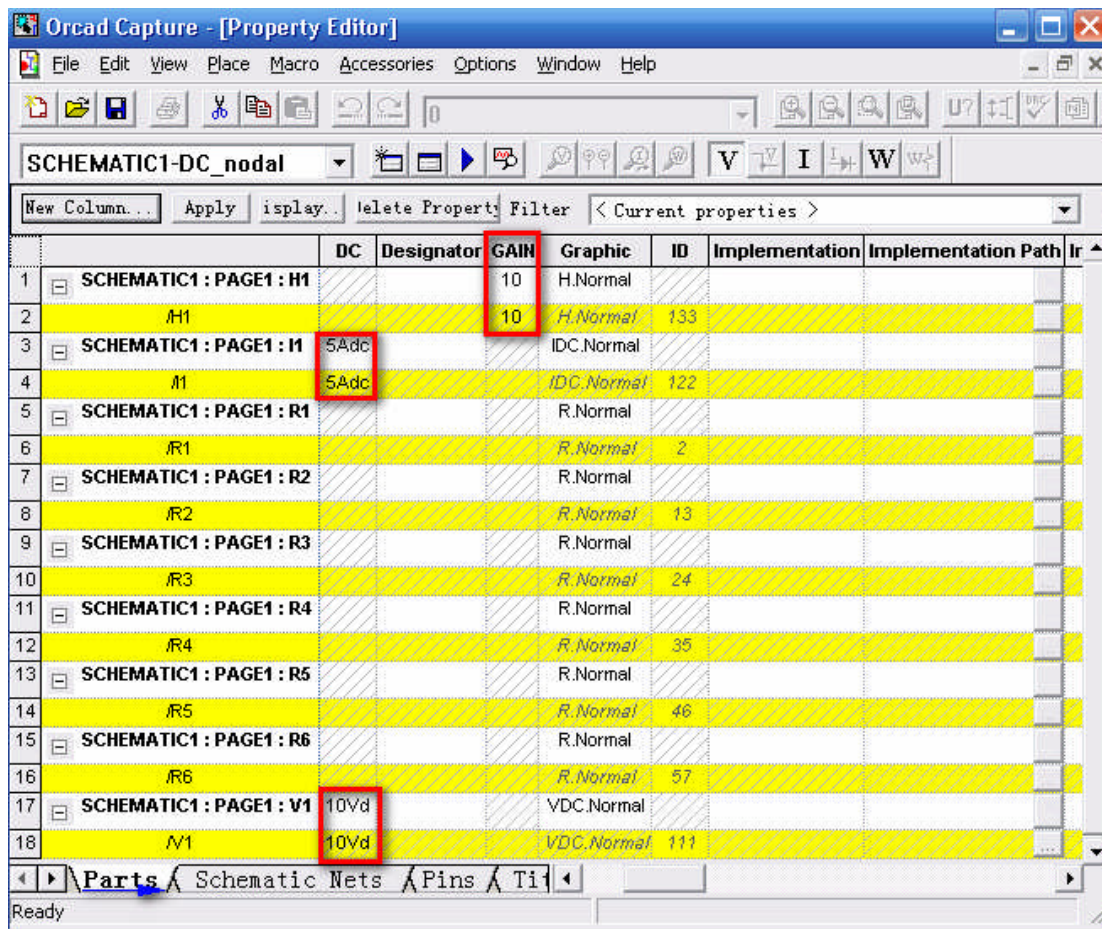 Orcad Capture - [Property Editor]
File Edit View Place Macro Accessories Options Window Help
0 U?
SCHEMATIC1-DC_nodal V I W
New Column... Apply isplay.. elete Property Filter < Current properties >
DC Designator GAIN Graphic ID Implementation Implementation Path
1 SCHEMATIC1 : PAGE1 : H1 10 H.Normal
2 /H1 10 H.Normal 133
3 SCHEMATIC1 : PAGE1 : I1 5Adc IDC.Normal
4 /I1 5Adc IDC.Normal 122
5 SCHEMATIC1 : PAGE1 : R1 R.Normal
6 /R1 R.Normal 2
7 SCHEMATIC1 : PAGE1 : R2 R.Normal
8 /R2 R.Normal 13
9 SCHEMATIC1 : PAGE1 : R3 R.Normal
10 /R3 R.Normal 24
11 SCHEMATIC1 : PAGE1 : R4 R.Normal
12 /R4 R.Normal 35
13 SCHEMATIC1 : PAGE1 : R5 R.Normal
14 /R5 R.Normal 46
15 SCHEMATIC1 : PAGE1 : R6 R.Normal
16 /R6 R.Normal 57
17 SCHEMATIC1 : PAGE1 : V1 10Vd VDC.Normal
18 /V1 10Vd VDC.Normal 111
Parts Schematic Nets Pins Tit
Ready